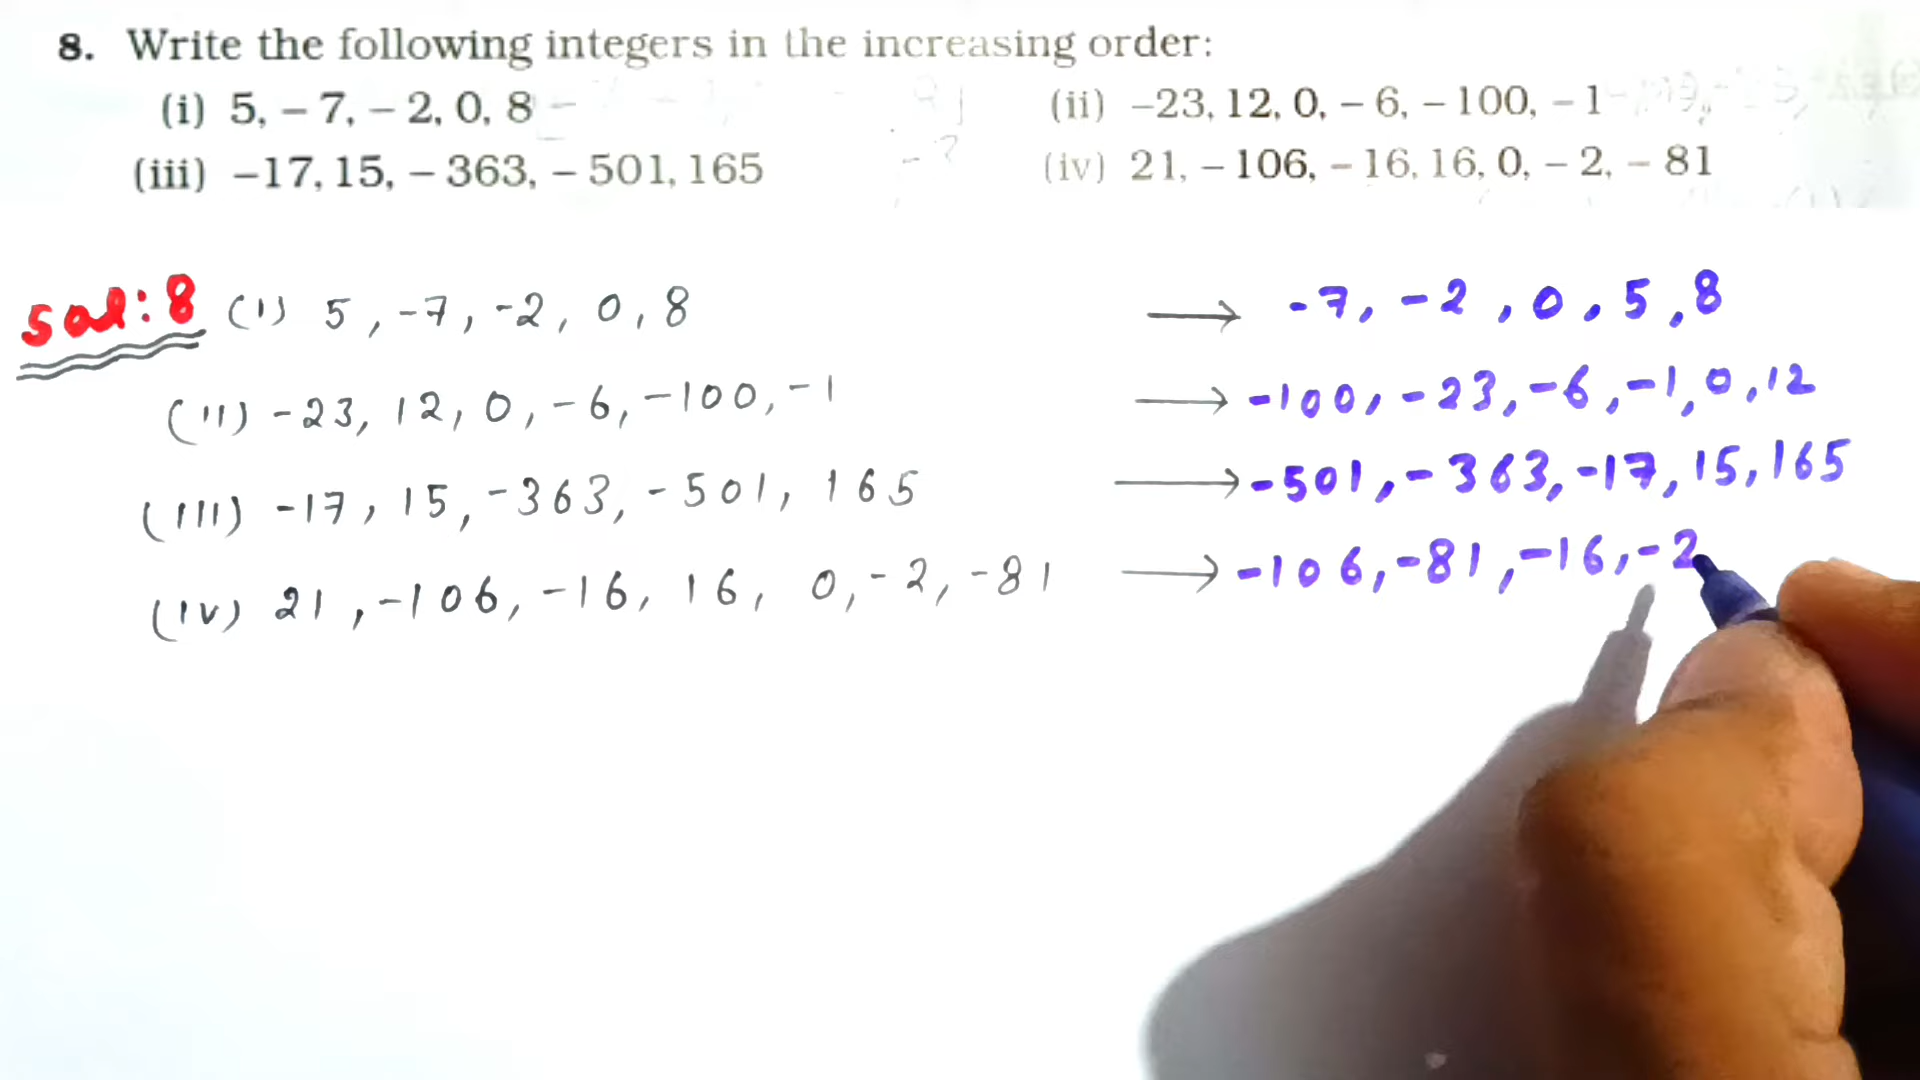 8. Write the following integers in the increasing order:
(i) 5, – 7, – 2, 0, 8
(ii) –23, 12, 0, – 6, – 100, – 1
(iii) –17, 15, – 363, – 501, 165
(iv) 21, – 106, – 16, 16, 0, – 2, – 81
sol:8 (i) 5, -7, -2, 0, 8 → -7, -2, 0, 5, 8
(ii) -23, 12, 0, -6, -100, -1 → -100, -23, -6, -1, 0, 12
(iii) -17, 15, -363, -501, 165 → -501, -363, -17, 15, 165
(iv) 21, -106, -16, 16, 0, -2, -81 → -106, -81, -16, -2